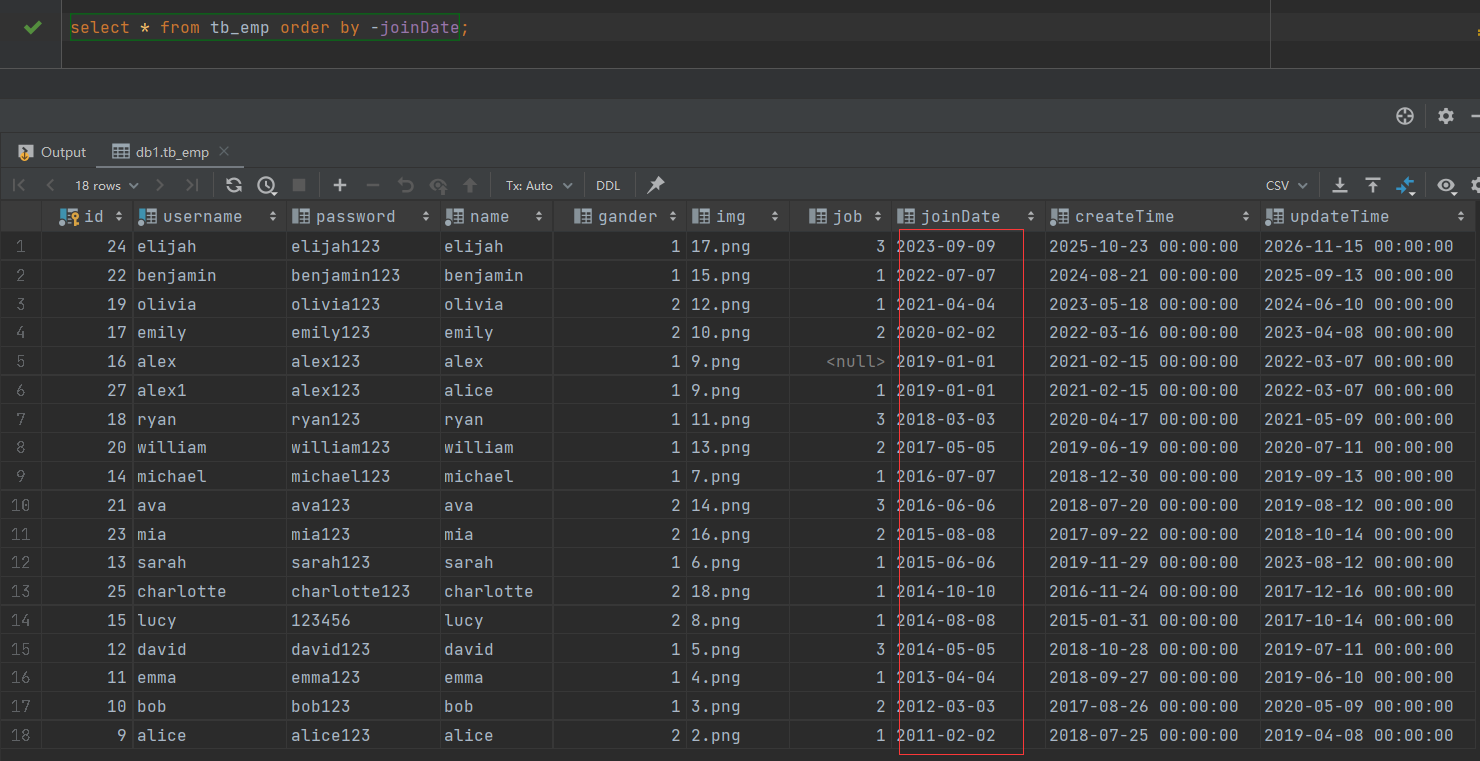 select * from tb_emp order by -joinDate;
Output db1.tb_emp
18 rows Tx: Auto DDL CSV
id username password name gander img job joinDate createTime updateTime
1 24 elijah elijah123 elijah 1 17.png 3 2023-09-09 2025-10-23 00:00:00 2026-11-15 00:00:00
2 22 benjamin benjamin123 benjamin 1 15.png 1 2022-07-07 2024-08-21 00:00:00 2025-09-13 00:00:00
3 19 olivia olivia123 olivia 2 12.png 1 2021-04-04 2023-05-18 00:00:00 2024-06-10 00:00:00
4 17 emily emily123 emily 2 10.png 2 2020-02-02 2022-03-16 00:00:00 2023-04-08 00:00:00
5 16 alex alex123 alex 1 9.png <null> 2019-01-01 2021-02-15 00:00:00 2022-03-07 00:00:00
6 27 alex1 alex123 alice 1 9.png 1 2019-01-01 2021-02-15 00:00:00 2022-03-07 00:00:00
7 18 ryan ryan123 ryan 1 11.png 3 2018-03-03 2020-04-17 00:00:00 2021-05-09 00:00:00
8 20 william william123 william 1 13.png 2 2017-05-05 2019-06-19 00:00:00 2020-07-11 00:00:00
9 14 michael michael123 michael 1 7.png 1 2016-07-07 2018-12-30 00:00:00 2019-09-13 00:00:00
10 21 ava ava123 ava 2 14.png 3 2016-06-06 2018-07-20 00:00:00 2019-08-12 00:00:00
11 23 mia mia123 mia 2 16.png 2 2015-08-08 2017-09-22 00:00:00 2018-10-14 00:00:00
12 13 sarah sarah123 sarah 1 6.png 1 2015-06-06 2019-11-29 00:00:00 2023-08-12 00:00:00
13 25 charlotte charlotte123 charlotte 2 18.png 1 2014-10-10 2016-11-24 00:00:00 2017-12-16 00:00:00
14 15 lucy 123456 lucy 2 8.png 1 2014-08-08 2015-01-31 00:00:00 2017-10-14 00:00:00
15 12 david david123 david 1 5.png 3 2014-05-05 2018-10-28 00:00:00 2019-07-11 00:00:00
16 11 emma emma123 emma 1 4.png 1 2013-04-04 2018-09-27 00:00:00 2019-06-10 00:00:00
17 10 bob bob123 bob 1 3.png 2 2012-03-03 2017-08-26 00:00:00 2020-05-09 00:00:00
18 9 alice alice123 alice 2 2.png 1 2011-02-02 2018-07-25 00:00:00 2019-04-08 00:00:00